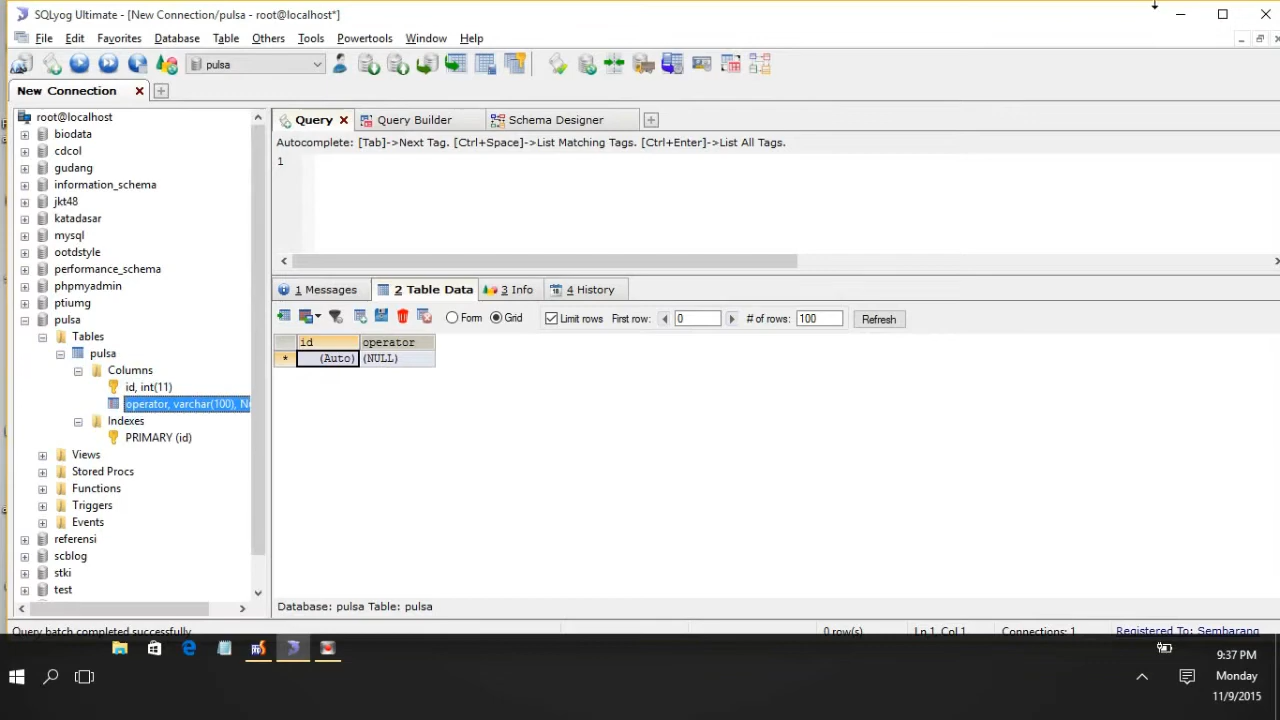 SQLyog Ultimate - [New Connection/pulsa - root@localhost*]
File Edit Favorites Database Table Others Tools Powertools Window Help
pulsa
New Connection
root@localhost
biodata
cdcol
gudang
information_schema
jkt48
katadasar
mysql
ootdstyle
performance_schema
phpmyadmin
ptiumg
pulsa
Tables
pulsa
Columns
id, int(11)
operator, varchar(100), N
Indexes
PRIMARY (id)
Views
Stored Procs
Functions
Triggers
Events
referensi
scblog
stki
test
Query Query Builder Schema Designer
Autocomplete: [Tab]->Next Tag. [Ctrl+Space]->List Matching Tags. [Ctrl+Enter]->List All Tags.
1
1 Messages 2 Table Data 3 Info 4 History
Form Grid Limit rows First row: 0 # of rows: 100 Refresh
id operator
* (Auto) (NULL)
Database: pulsa Table: pulsa
Query batch completed successfully 0 row(s) Ln 1, Col 1 Connections: 1 Registered To: Sembarang
9:37 PM
Monday
11/9/2015